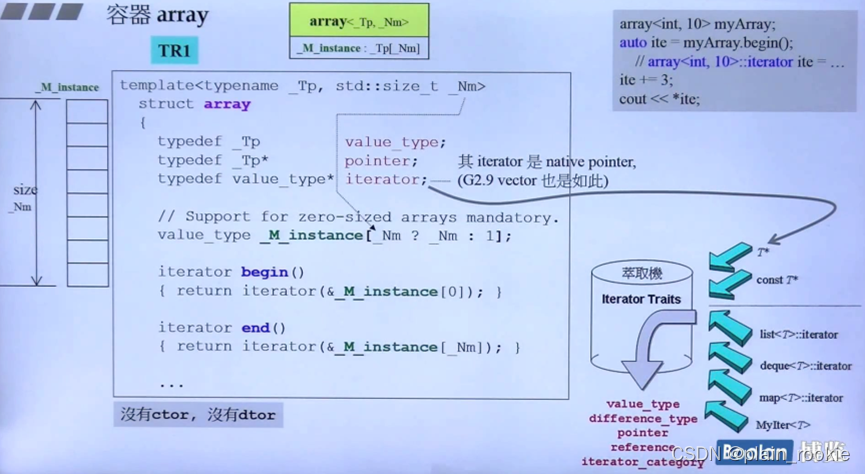 容器 array
TR1
array<_Tp, _Nm>
_M_instance : _Tp[_Nm]
array<int, 10> myArray;
auto ite = myArray.begin();
// array<int, 10>::iterator ite = …
ite += 3;
cout << *ite;
_M_instance
size
_Nm
template<typename _Tp, std::size_t _Nm>
struct array
{
typedef _Tp value_type;
typedef _Tp* pointer;
typedef value_type* iterator;
其 iterator 是 native pointer,
(G2.9 vector 也是如此)
// Support for zero-sized arrays mandatory.
value_type _M_instance[_Nm ? _Nm : 1];
iterator begin()
{ return iterator(&_M_instance[0]); }
iterator end()
{ return iterator(&_M_instance[_Nm]); }
...
沒有ctor, 沒有dtor
萃取機
Iterator Traits
T*
const T*
list<T>::iterator
deque<T>::iterator
map<T>::iterator
MyIter<T>
value_type
difference_type
pointer
reference
iterator_category
Boolan
CSDN @plain_rookie